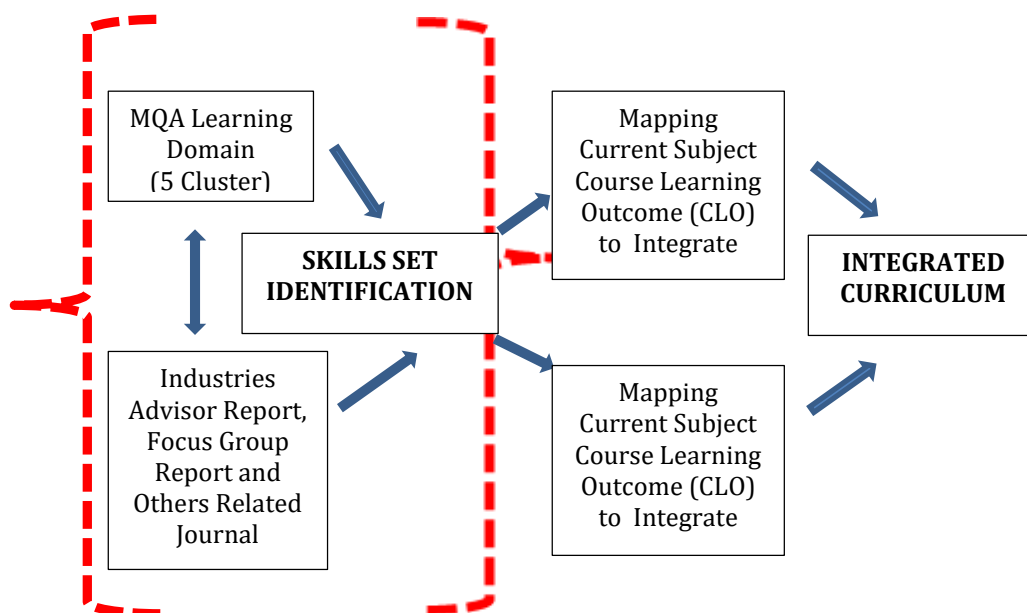 MQA Learning
Domain
(5 Cluster)
Industries
Advisor Report,
Focus Group
Report and
Others Related
Journal
SKILLS SET
IDENTIFICATION
Mapping
Current Subject
Course Learning
Outcome (CLO)
to Integrate
Mapping
Current Subject
Course Learning
Outcome (CLO)
to Integrate
INTEGRATED
CURRICULUM